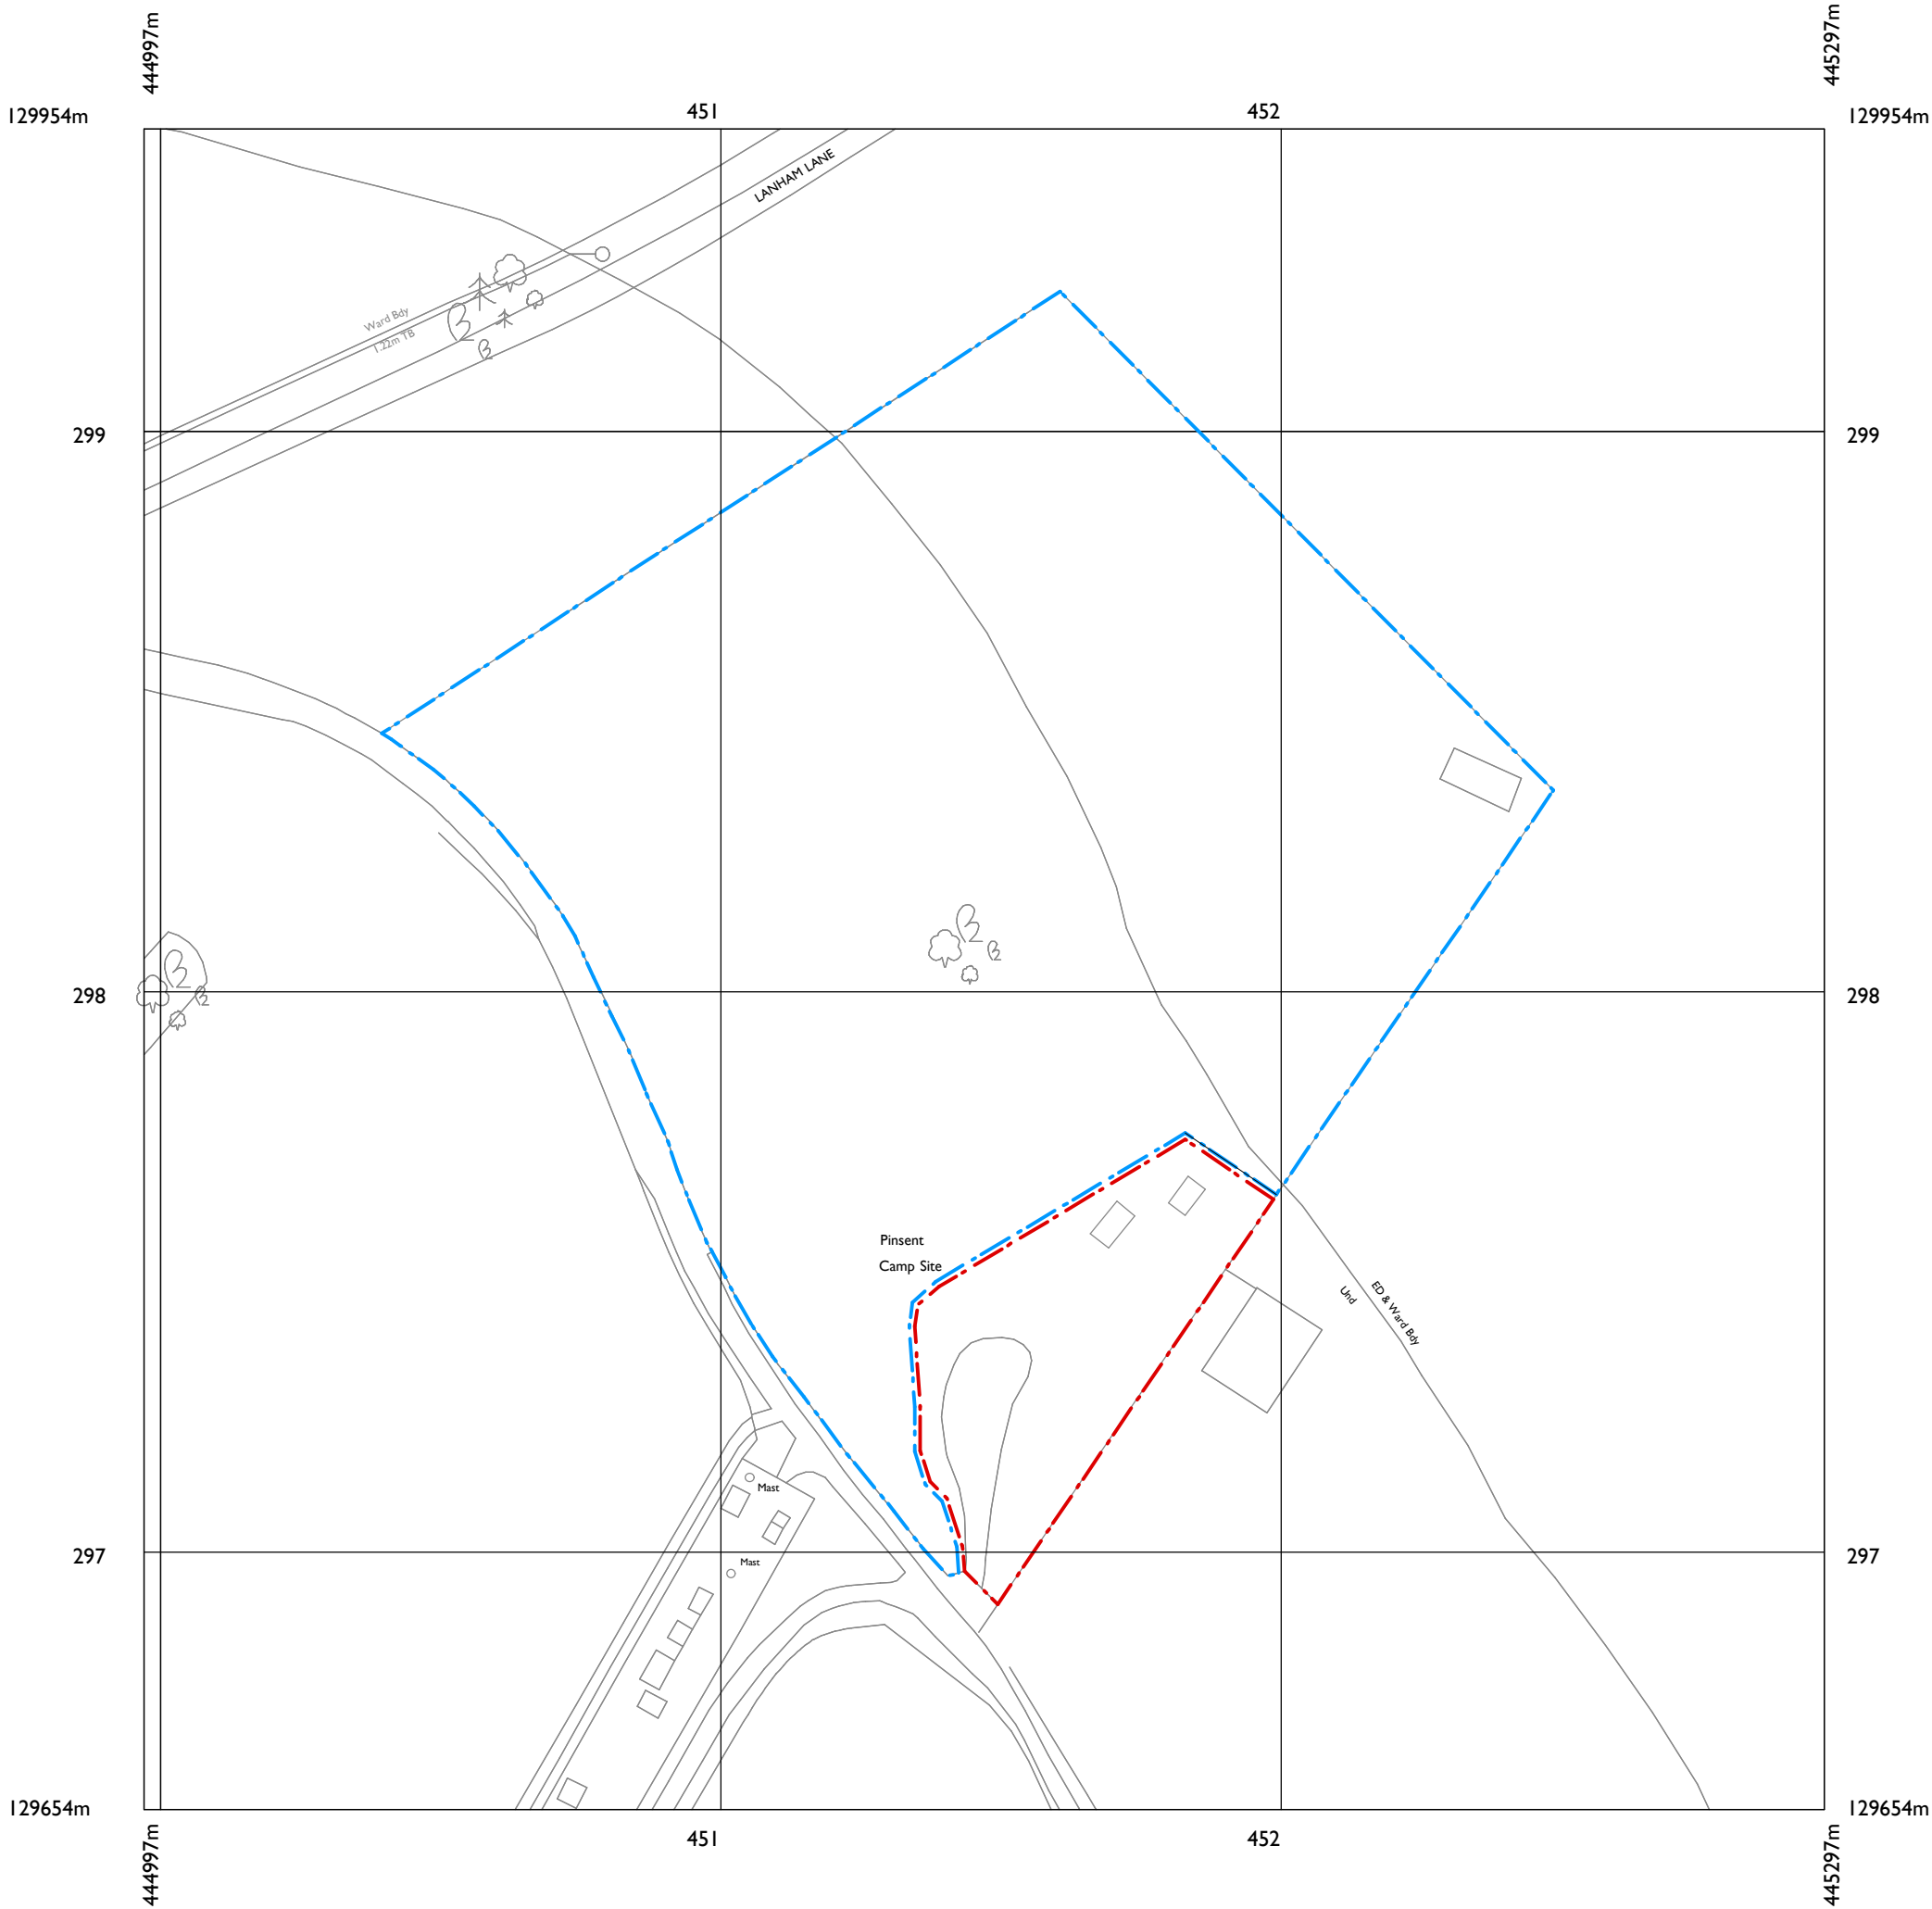 444997m
445297m
129954m
451
452
129954m
LANHAM LANE
Ward Bdy
1.22m TB
299
299
298
298
Pinsent
Camp Site
Und
ED & Ward Bdy
Mast
Mast
297
297
129654m
129654m
444997m
451
452
445297m